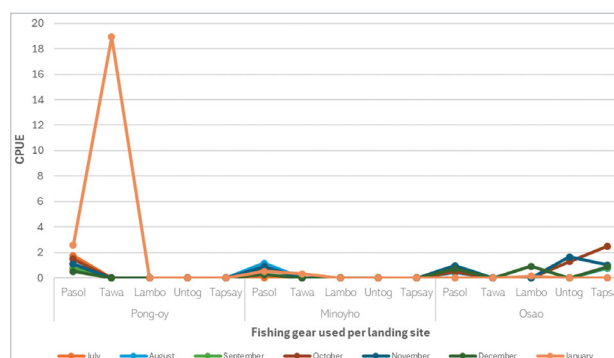 20
18
16
14
12
10
8
6
4
2
0
CPUE
Pasol Tawa Lambo Untog Tapsay Pasol Tawa Lambo Untog Tapsay Pasol Tawa Lambo Untog Taps
Pong-oy Minoyho Osao
Fishing gear used per landing site
July August September October November December January